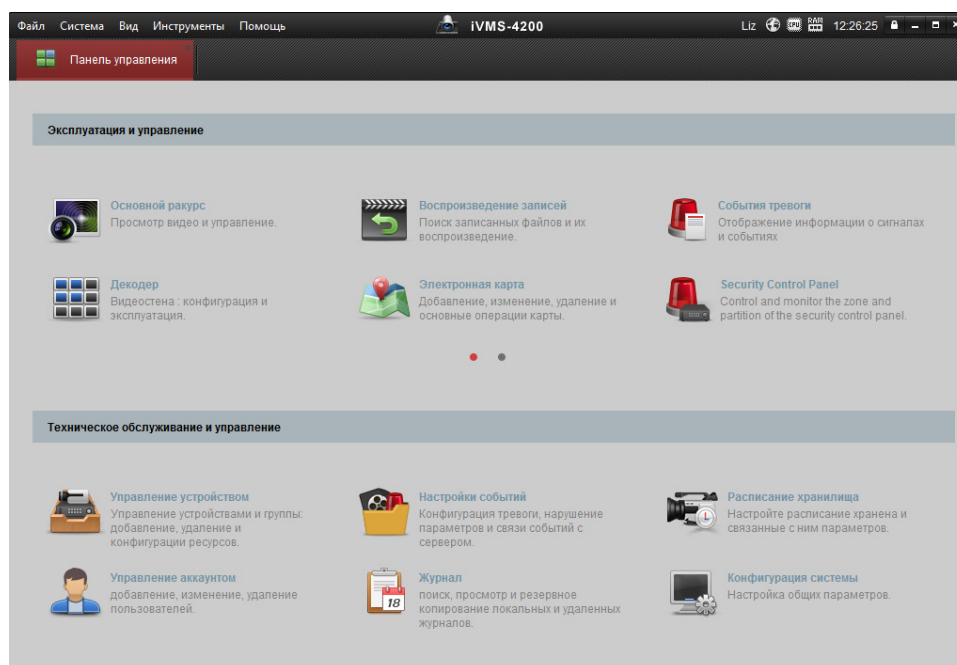 Файл Система Вид Инструменты Помощь iVMS-4200 Liz CPU RAM 12:26:25
Панель управления
Эксплуатация и управление
Основной ракурс
Просмотр видео и управление.
Воспроизведение записей
Поиск записанных файлов и их
воспроизведение.
События тревоги
Отображение информации о сигналах
и событиях
Декодер
Видеостена : конфигурация и
эксплуатация.
Электронная карта
Добавление, изменение, удаление и
основные операции карты.
Security Control Panel
Control and monitor the zone and
partition of the security control panel.
Техническое обслуживание и управление
Управление устройством
Управление устройствами и группы:
добавление, удаление и
конфигурации ресурсов.
Настройки событий
Конфигурация тревоги, нарушение
параметров и связи событий с
сервером.
Расписание хранилища
Настройте расписание хранена и
связанные с ним параметров.
Управление аккаунтом
добавление, изменение, удаление
пользователей.
18
Журнал
поиск, просмотр и резервное
копирование локальных и удаленных
журналов.
Конфигурация системы
Настройка общих параметров.